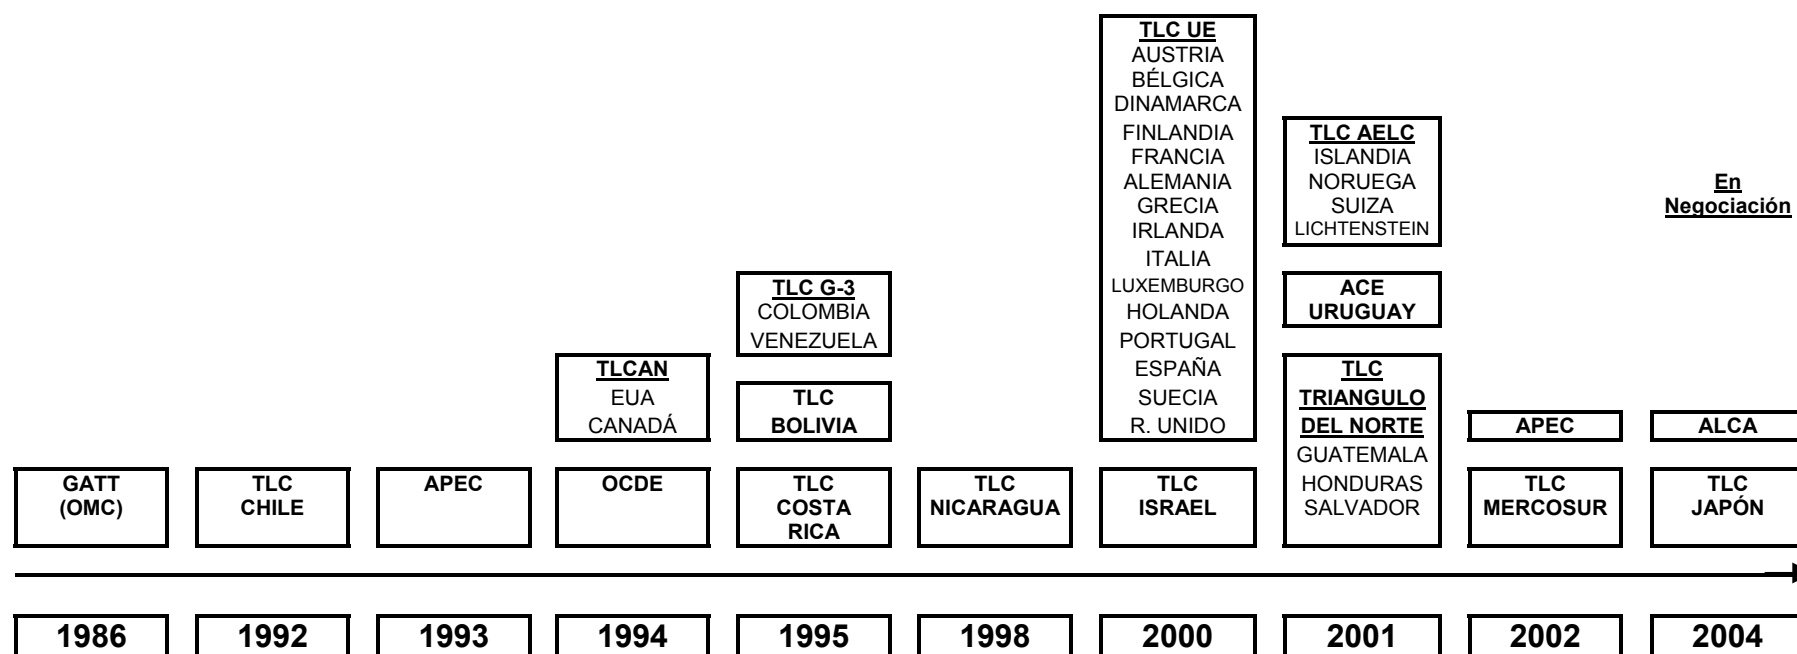 TLC UE
AUSTRIA
BÉLGICA
DINAMARCA
FINLANDIA
FRANCIA
ALEMANIA
GRECIA
IRLANDA
ITALIA
LUXEMBURGO
HOLANDA
PORTUGAL
ESPAÑA
SUECIA
R. UNIDO
TLC AELC
ISLANDIA
NORUEGA
SUIZA
LICHTENSTEIN
En
Negociación
TLC G-3
COLOMBIA
VENEZUELA
ACE
URUGUAY
TLCAN
EUA
CANADÁ
TLC
BOLIVIA
TLC
TRIANGULO
DEL NORTE
GUATEMALA
HONDURAS
SALVADOR
APEC
ALCA
GATT
(OMC)
TLC
CHILE
APEC
OCDE
TLC
COSTA
RICA
TLC
NICARAGUA
TLC
ISRAEL
TLC
MERCOSUR
TLC
JAPÓN
1986
1992
1993
1994
1995
1998
2000
2001
2002
2004